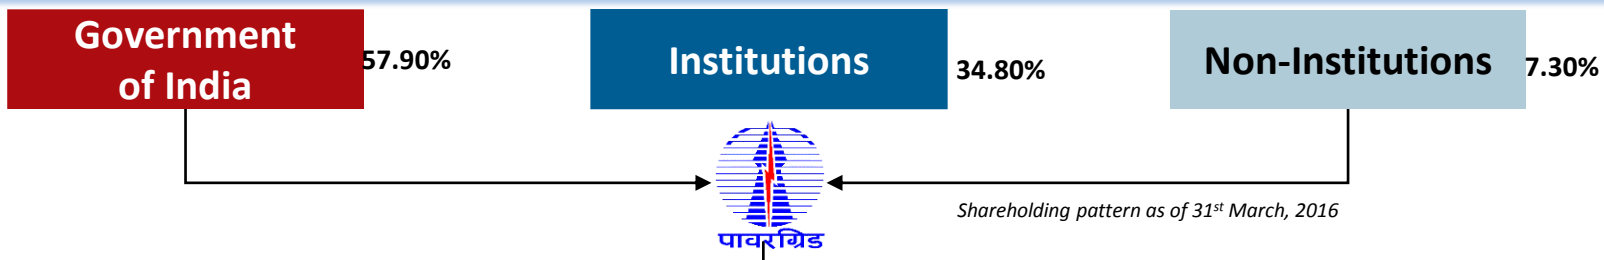 Government
of India
57.90%
Institutions
34.80%
Non-Institutions
7.30%
Shareholding pattern as of 31st March, 2016
पावरग्रिड